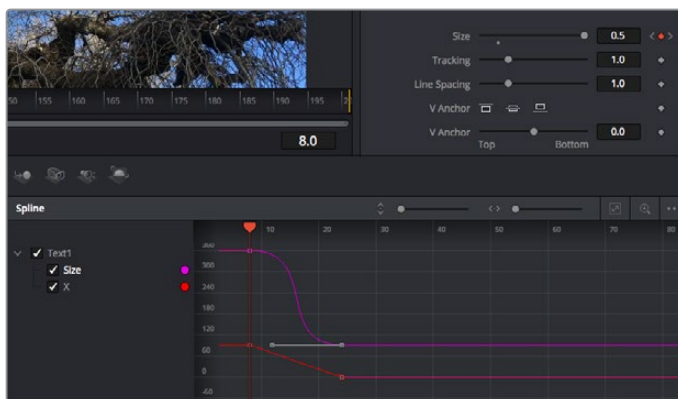 Size 0.5
Tracking 1.0
Line Spacing 1.0
V Anchor
V Anchor 0.0
Top Bottom
155 160 165 170 175 180 185 190 195
8.0
Spline
10 20 30 40 50 60 70 80
Text1
Size
X
300
240
180
120
60
0
-60